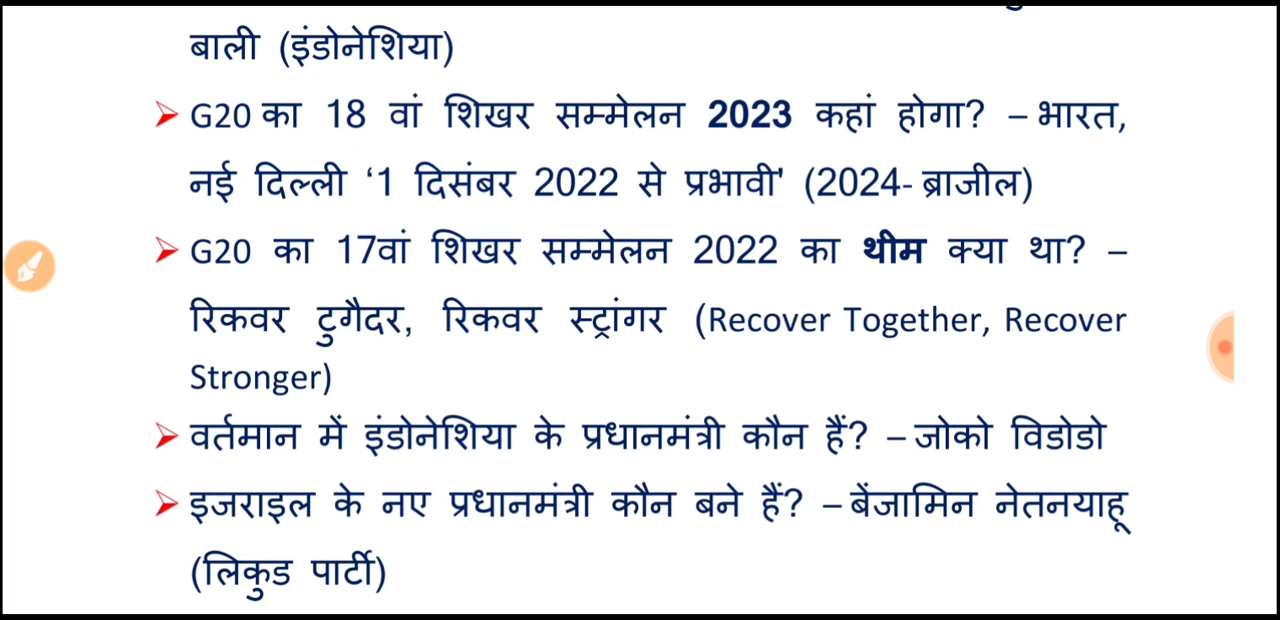 बाली (इंडोनेशिया)
➢ G20 का 18 वां शिखर सम्मेलन 2023 कहां होगा? – भारत,
नई दिल्ली ‘1 दिसंबर 2022 से प्रभावी' (2024- ब्राजील)
➢ G20 का 17वां शिखर सम्मेलन 2022 का थीम क्या था? –
रिकवर टुगैदर, रिकवर स्ट्रांगर (Recover Together, Recover
Stronger)
➢ वर्तमान में इंडोनेशिया के प्रधानमंत्री कौन हैं? – जोको विडोडो
➢ इजराइल के नए प्रधानमंत्री कौन बने हैं? – बेंजामिन नेतनयाहू
(लिकुड पार्टी)